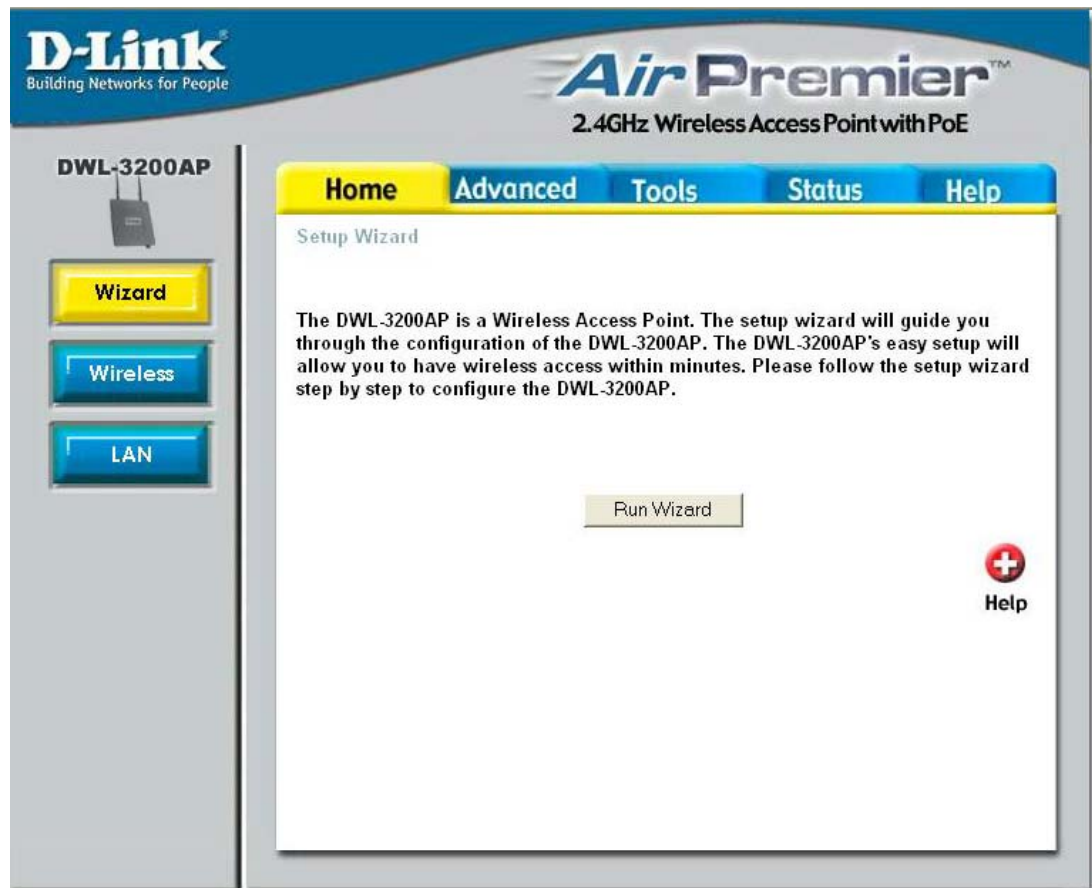 D-Link®
Building Networks for People
Air Premier™
2.4GHz Wireless Access Point with PoE
DWL-3200AP
Home
Advanced
Tools
Status
Help
Wizard
Wireless
LAN
Setup Wizard
The DWL-3200AP is a Wireless Access Point. The setup wizard will guide you
through the configuration of the DWL-3200AP. The DWL-3200AP's easy setup will
allow you to have wireless access within minutes. Please follow the setup wizard
step by step to configure the DWL-3200AP.
Run Wizard
Help